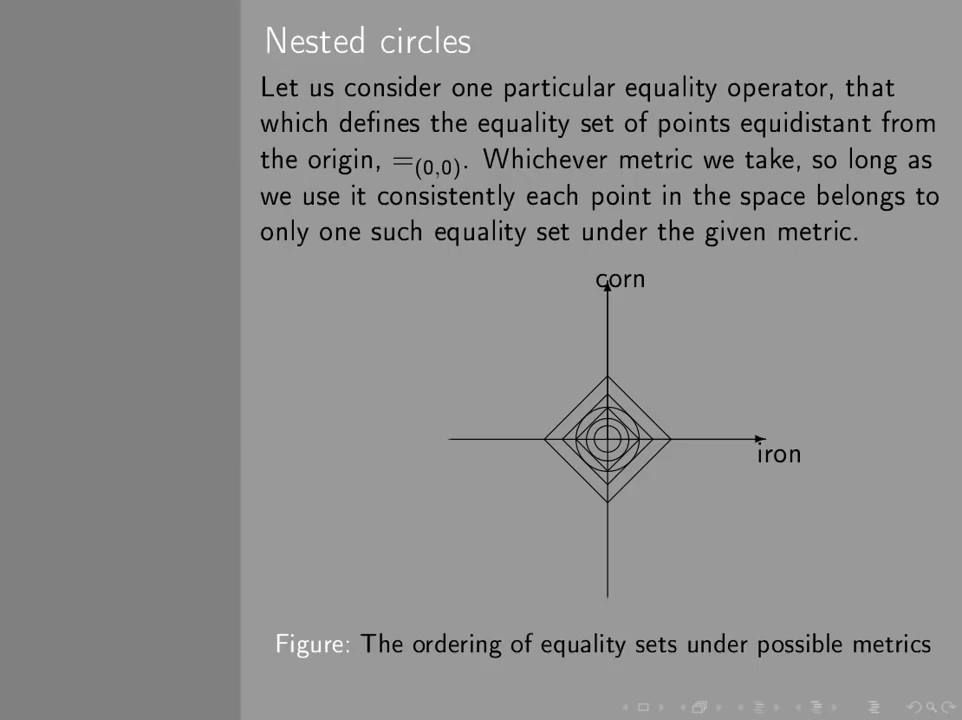 Nested circles
Let us consider one particular equality operator, that
which defines the equality set of points equidistant from
the origin, =(0,0). Whichever metric we take, so long as
we use it consistently each point in the space belongs to
only one such equality set under the given metric.
corn
iron
Figure: The ordering of equality sets under possible metrics